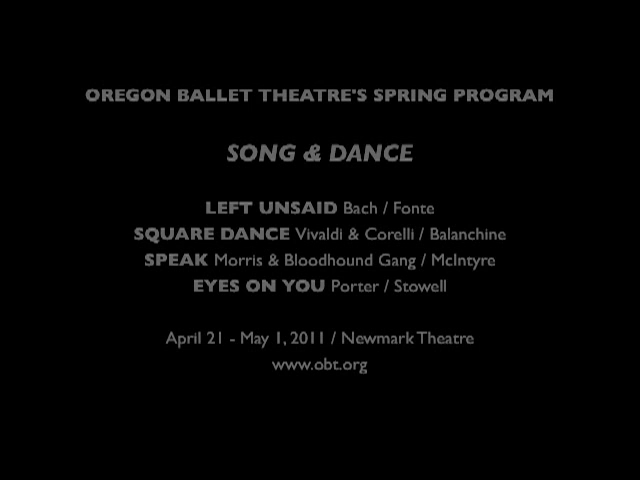 OREGON BALLET THEATRE'S SPRING PROGRAM
SONG & DANCE
LEFT UNSAID Bach / Fonte
SQUARE DANCE Vivaldi & Corelli / Balanchine
SPEAK Morris & Bloodhound Gang / McIntyre
EYES ON YOU Porter / Stowell
April 21 - May 1, 2011 / Newmark Theatre
www.obt.org